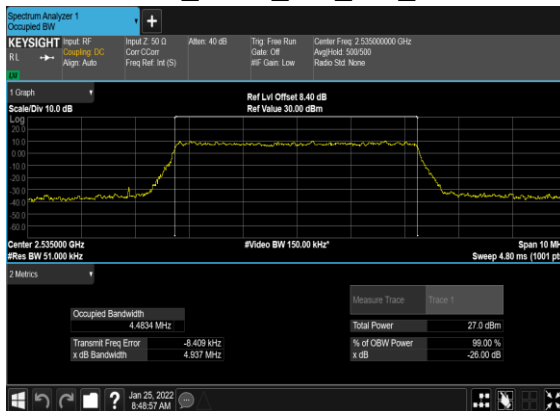 Spectrum Analyzer 1
Occupied BW
KEYSIGHT
RL
Input: RF
Coupling: DC
Align: Auto
Input Z: 50 Ω
Corr CCorr
Freq Ref: Int (S)
Atten: 40 dB
Trig: Free Run
Gate: Off
#IF Gain: Low
Center Freq: 2.535000000 GHz
Avg|Hold: 500/500
Radio Std: None
1 Graph
Scale/Div 10.0 dB
Ref Lvl Offset 8.40 dB
Ref Value 30.00 dBm
Log
20.0
10.0
0.00
-10.0
-20.0
-30.0
-40.0
-50.0
-60.0
Center 2.535000 GHz
#Res BW 51.000 kHz
#Video BW 150.00 kHz*
Span 10 MH
Sweep 4.80 ms (1001 pts
2 Metrics
Measure Trace Trace 1
Occupied Bandwidth
4.4834 MHz
Total Power 27.0 dBm
Transmit Freq Error -8.409 kHz
% of OBW Power 99.00 %
x dB Bandwidth 4.937 MHz
x dB -26.00 dB
Jan 25, 2022
8:48:57 AM